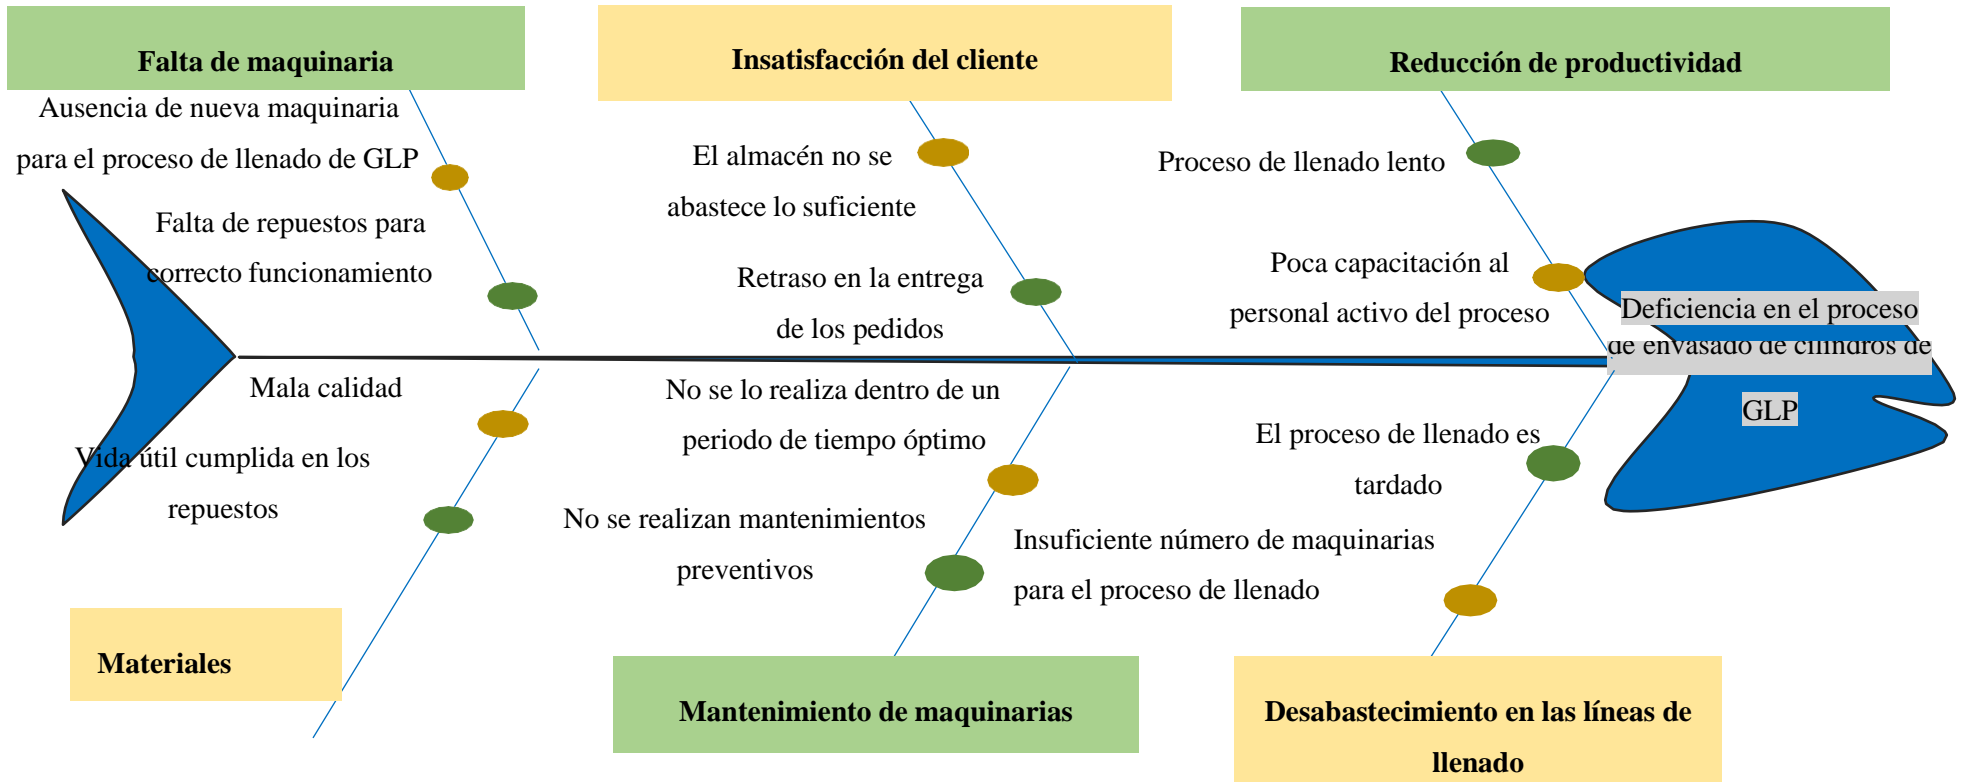 Falta de maquinaria
Insatisfacción del cliente
Reducción de productividad
Ausencia de nueva maquinaria
para el proceso de llenado de GLP
Falta de repuestos para
correcto funcionamiento
El almacén no se
abastece lo suficiente
Retraso en la entrega
de los pedidos
Proceso de llenado lento
Poca capacitación al
personal activo del proceso
Deficiencia en el proceso
de envasado de cilindros de
GLP
Mala calidad
Vida útil cumplida en los
repuestos
No se lo realiza dentro de un
periodo de tiempo óptimo
No se realizan mantenimientos
preventivos
El proceso de llenado es
tardado
Insuficiente número de maquinarias
para el proceso de llenado
Materiales
Mantenimiento de maquinarias
Desabastecimiento en las líneas de
llenado